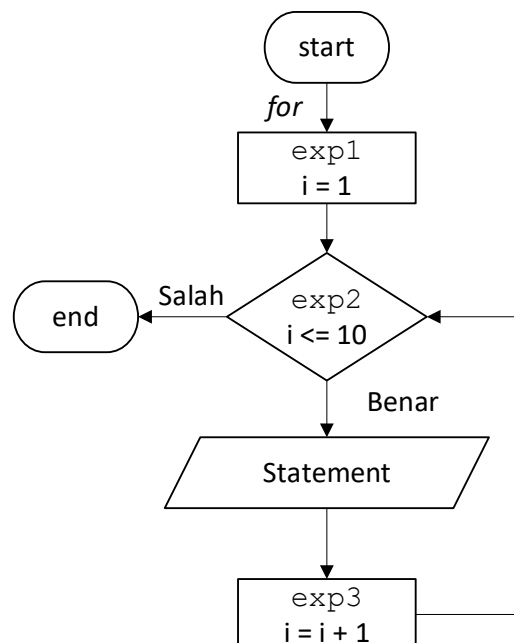 start
for
exp1
i = 1
Salah
exp2
end
i <= 10
Benar
Statement
exp3
i = i + 1